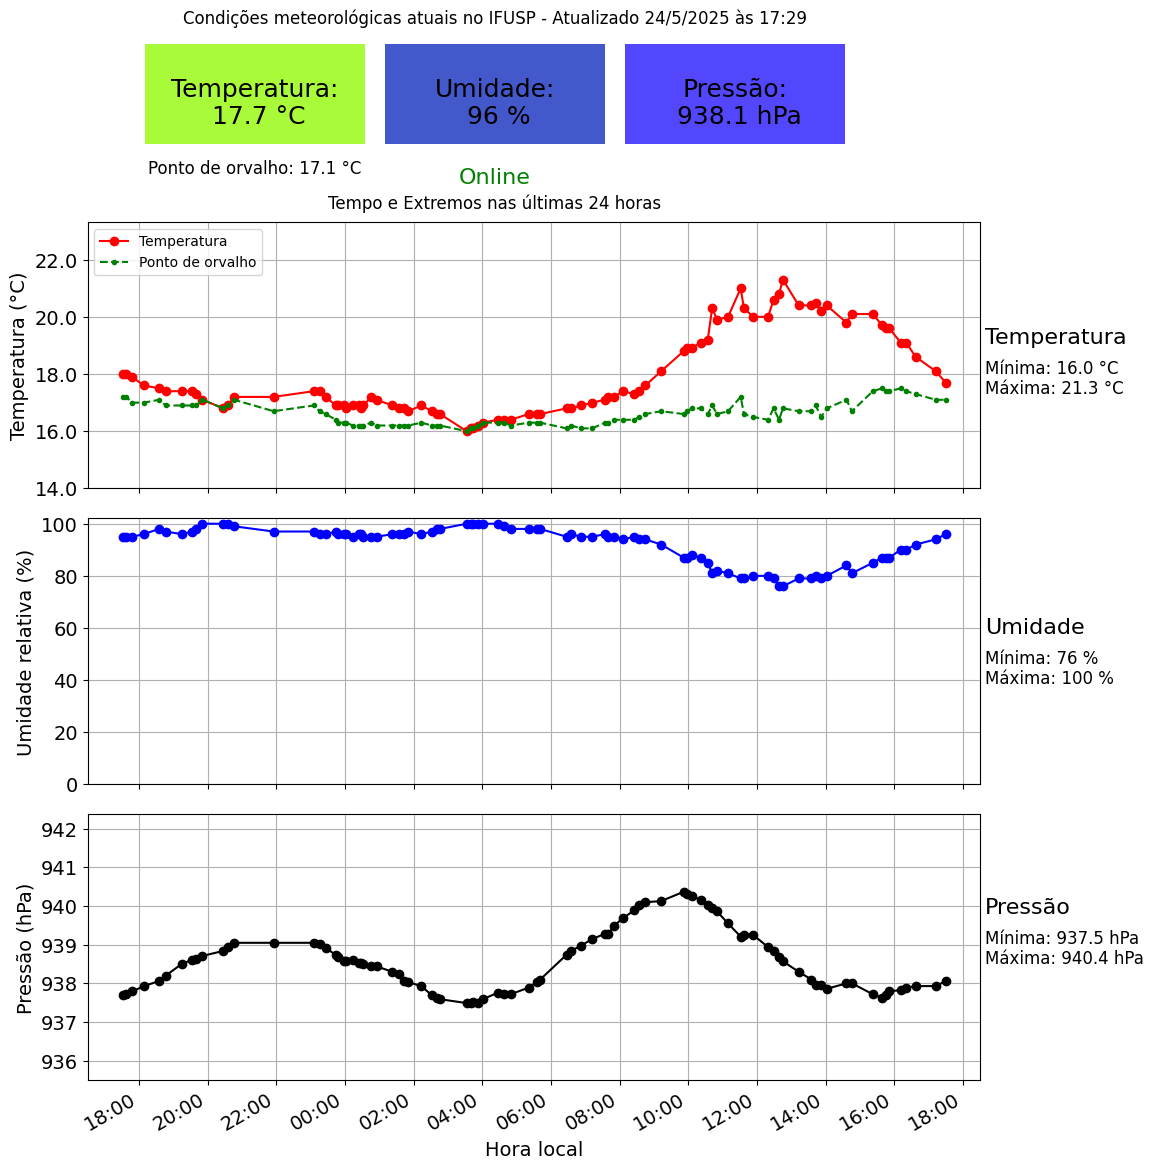 Condições meteorológicas atuais no IFUSP - Atualizado 24/5/2025 às 17:29
Temperatura:
17.7 °C
Umidade:
96 %
Pressão:
938.1 hPa
Ponto de orvalho: 17.1 °C
Online
Tempo e Extremos nas últimas 24 horas
Temperatura
Ponto de orvalho
Temperatura (°C)
22.0
20.0
18.0
16.0
14.0
Temperatura
Mínima: 16.0 °C
Máxima: 21.3 °C
Umidade relativa (%)
100
80
60
40
20
0
Umidade
Mínima: 76 %
Máxima: 100 %
Pressão (hPa)
942
941
940
939
938
937
936
Pressão
Mínima: 937.5 hPa
Máxima: 940.4 hPa
18:00 20:00 22:00 00:00 02:00 04:00 06:00 08:00 10:00 12:00 14:00 16:00 18:00
Hora local